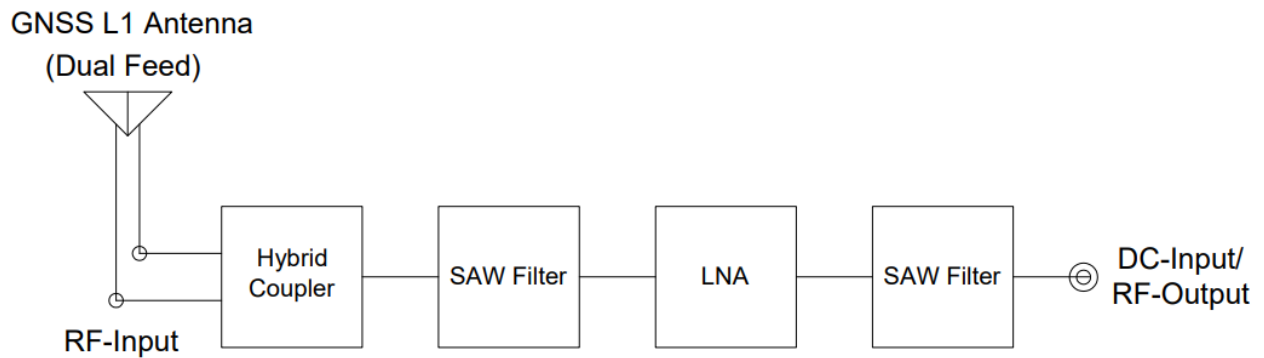 GNSS L1 Antenna
(Dual Feed)
Hybrid
Coupler
SAW Filter
LNA
SAW Filter
DC-Input/
RF-Output
RF-Input